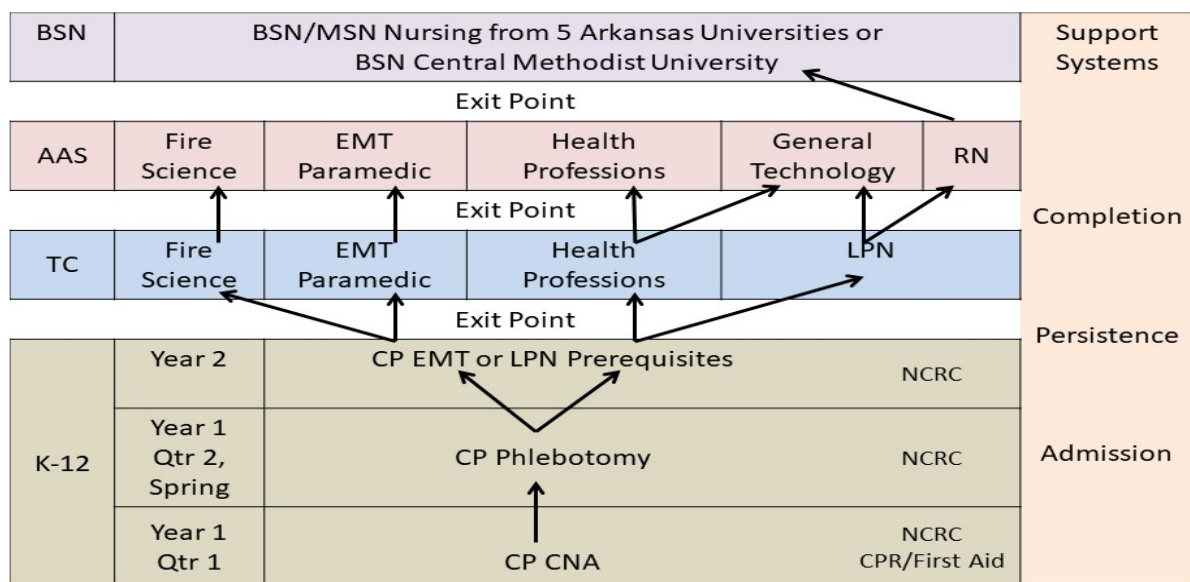 BSN
BSN/MSN Nursing from 5 Arkansas Universities or
BSN Central Methodist University
Support
Systems
Exit Point
AAS
Fire
Science
EMT
Paramedic
Health
Professions
General
Technology
RN
Exit Point
Completion
TC
Fire
Science
EMT
Paramedic
Health
Professions
LPN
Exit Point
Persistence
K-12
Year 2
CP EMT or LPN Prerequisites
NCRC
Year 1
Qtr 2,
Spring
CP Phlebotomy
NCRC
Admission
Year 1
Qtr 1
CP CNA
NCRC
CPR/First Aid